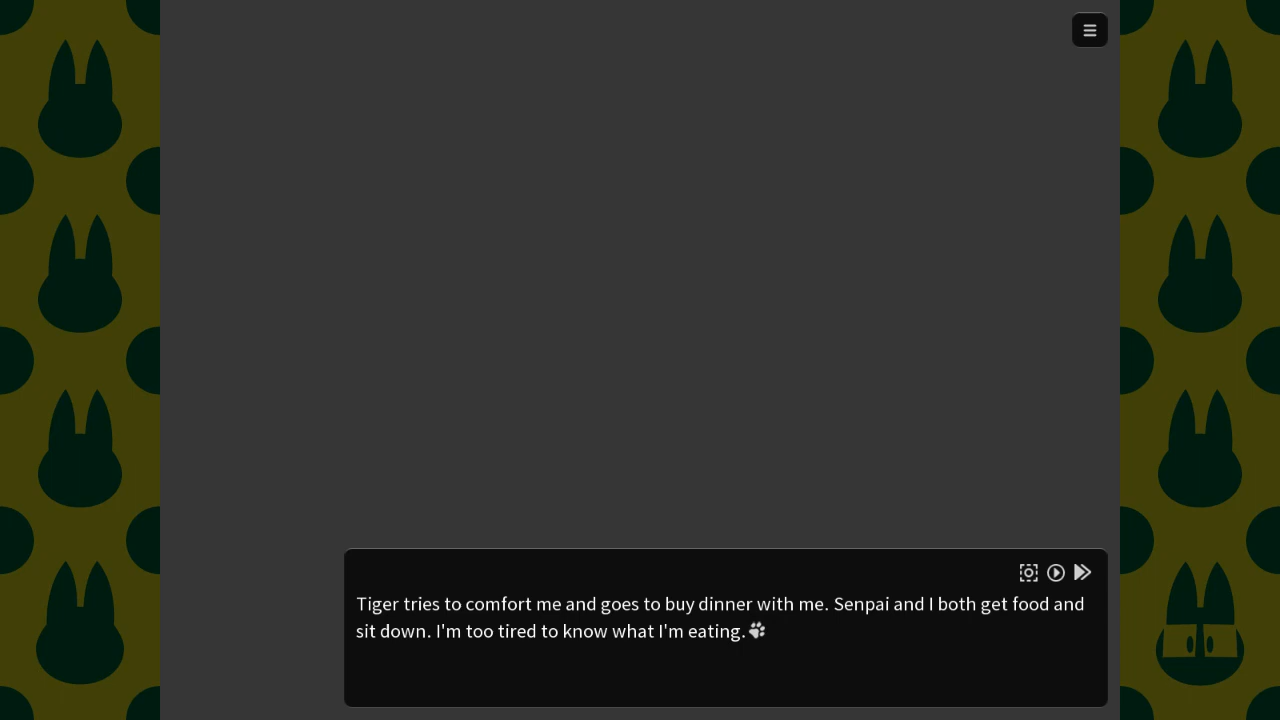 Tiger tries to comfort me and goes to buy dinner with me. Senpai and I both get food and
sit down. I'm too tired to know what I'm eating.